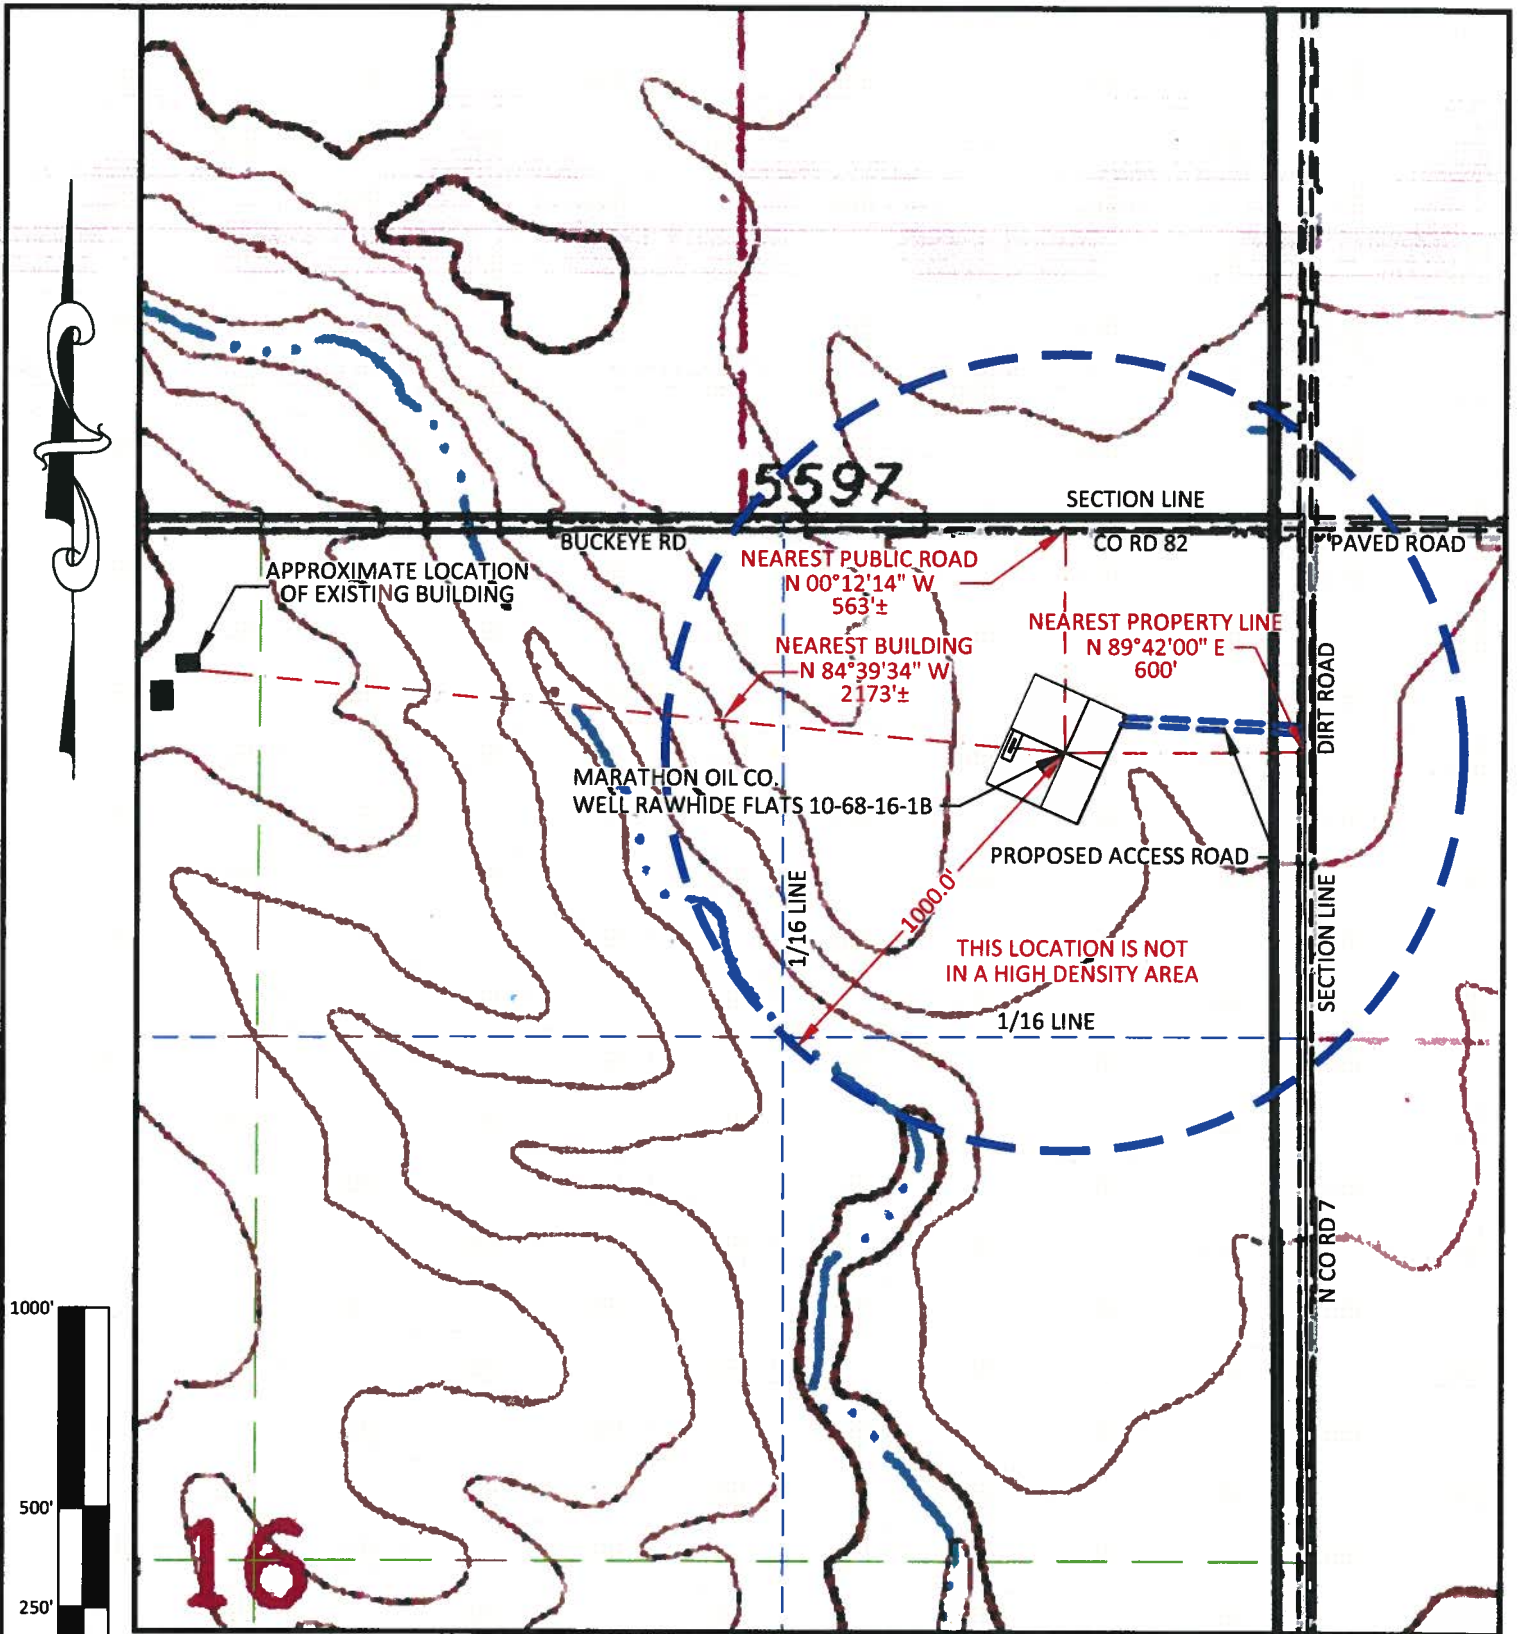 5597
SECTION LINE
BUCKEYE RD
CO RD 82
PAVED ROAD
NEAREST PUBLIC ROAD
N 00°12'14" W
563'±
APPROXIMATE LOCATION
OF EXISTING BUILDING
NEAREST PROPERTY LINE
N 89°42'00" E
600'
NEAREST BUILDING
N 84°39'34" W
2173'±
DIRT ROAD
MARATHON OIL CO.
WELL RAWHIDE FLATS 10-68-16-1B
PROPOSED ACCESS ROAD
1000.0'
1/16 LINE
SECTION LINE
THIS LOCATION IS NOT
IN A HIGH DENSITY AREA
1/16 LINE
N CO RD 7
1000'
500'
250'
16